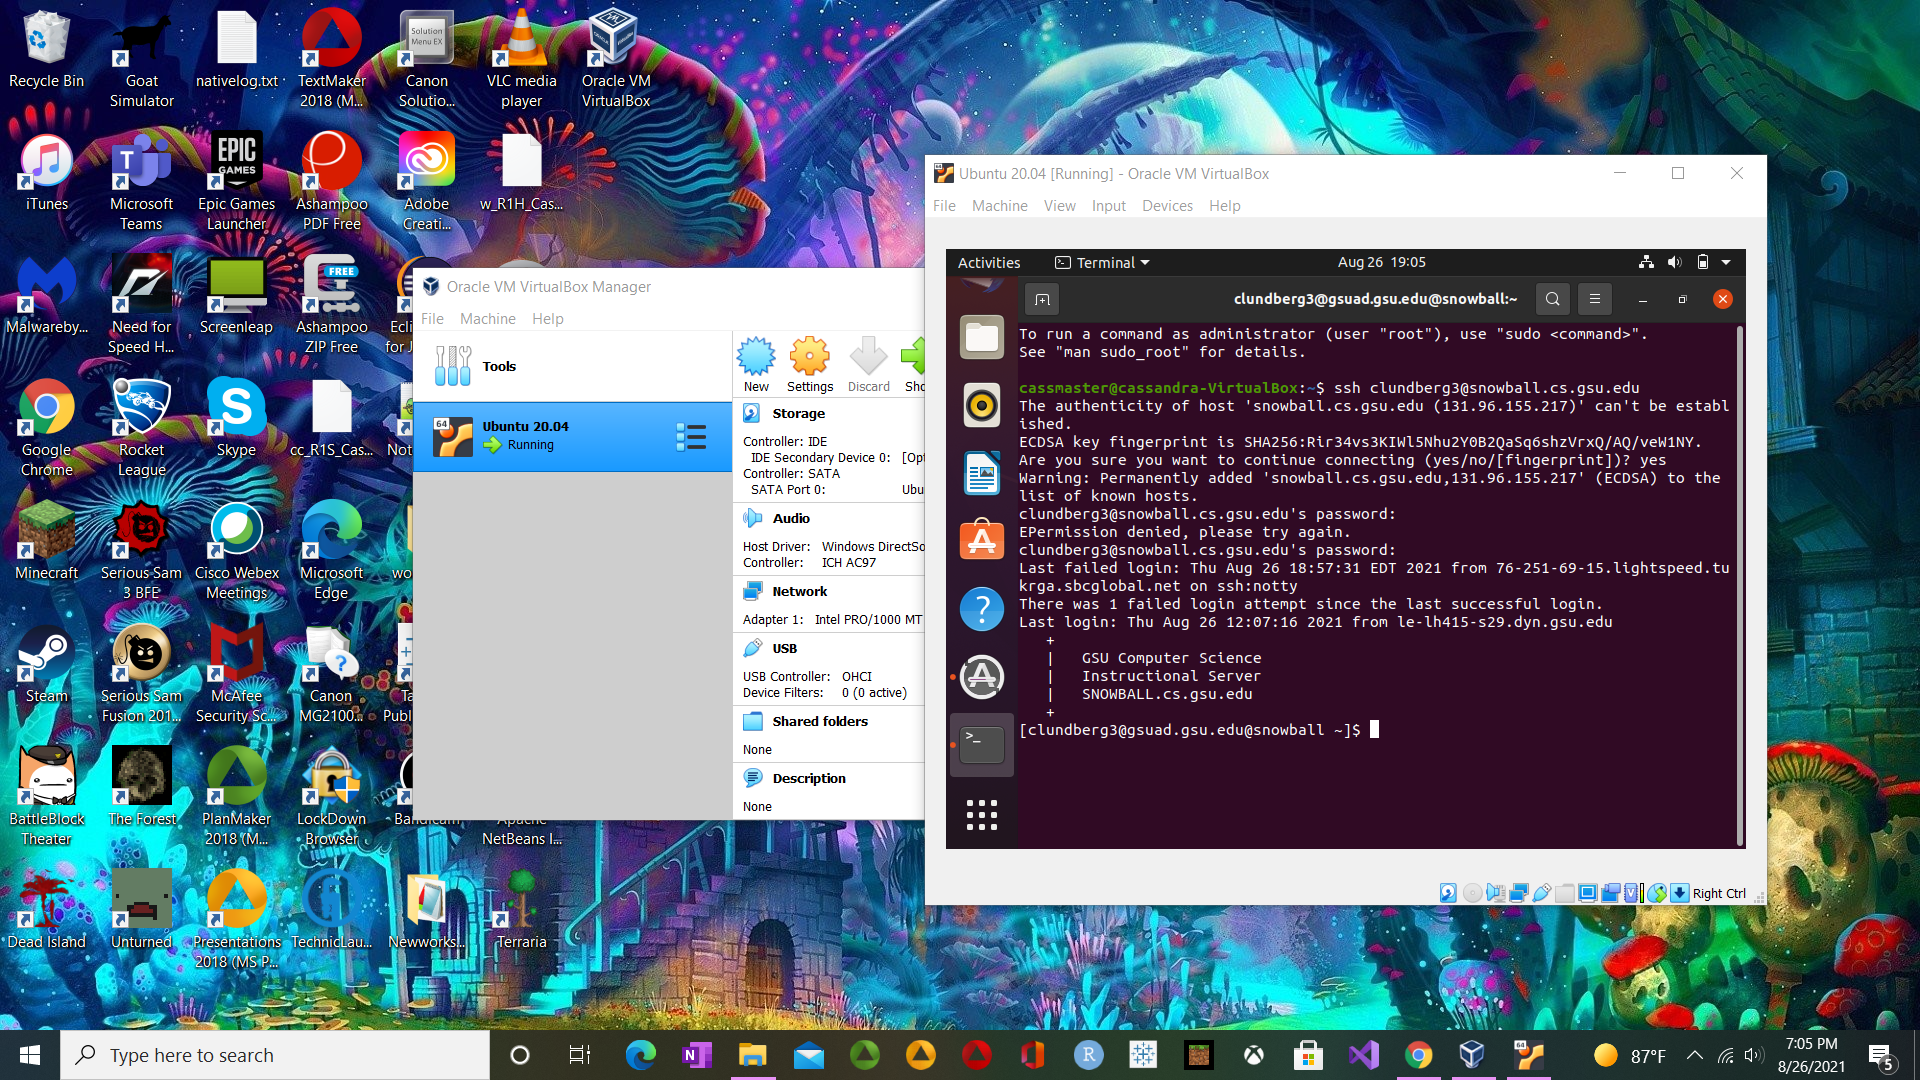 Recycle Bin
Goat
Simulator
nativelog.txt
TextMaker
2018 (M...
Solution
Menu EX
Canon
Solutio...
VLC media
player
Oracle VM
VirtualBox
iTunes
Microsoft
Teams
EPIC
GAMES
Epic Games
Launcher
Ashampoo
PDF Free
Adobe
Creati...
w_R1H_Cas...
Malwareby...
Need for
Speed H...
Screenleap
FREE
Ashampoo
ZIP Free
Ecli
for J
Google
Chrome
Rocket
League
Skype
cc_R1S_Cas...
Not
Minecraft
Serious Sam
3 BFE
Cisco Webex
Meetings
Microsoft
Edge
wo
Steam
Serious Sam
Fusion 201...
McAfee
Security Sc...
Canon
MG2100...
Ta
Publ
BattleBlock
Theater
The Forest
PlanMaker
2018 (M...
LockDown
Browser
Bandicam
Apache
NetBeans I...
Dead Island
Unturned
Presentations
2018 (MS P...
TechnicLau...
Newworks...
Terraria
Oracle VM VirtualBox Manager
File Machine Help
Tools
New
Settings
Discard
Sho
64
Ubuntu 20.04
Running
Storage
Controller: IDE
IDE Secondary Device 0: [Opt
Controller: SATA
SATA Port 0: Ubu
Audio
Host Driver: Windows DirectSo
Controller: ICH AC97
Network
Adapter 1: Intel PRO/1000 MT
USB
USB Controller: OHCI
Device Filters: 0 (0 active)
Shared folders
None
Description
None
Ubuntu 20.04 [Running] - Oracle VM VirtualBox
File Machine View Input Devices Help
Activities
Terminal
Aug 26 19:05
clundberg3@gsuad.gsu.edu@snowball:~
To run a command as administrator (user "root"), use "sudo <command>".
See "man sudo_root" for details.
cassmaster@cassandra-VirtualBox:~$ ssh clundberg3@snowball.cs.gsu.edu
The authenticity of host 'snowball.cs.gsu.edu (131.96.155.217)' can't be establ
ished.
ECDSA key fingerprint is SHA256:Rir34vs3KIWl5Nhu2Y0B2QaSq6shzVrxQ/AQ/veW1NY.
Are you sure you want to continue connecting (yes/no/[fingerprint])? yes
Warning: Permanently added 'snowball.cs.gsu.edu,131.96.155.217' (ECDSA) to the
list of known hosts.
clundberg3@snowball.cs.gsu.edu's password:
EPermission denied, please try again.
clundberg3@snowball.cs.gsu.edu's password:
Last failed login: Thu Aug 26 18:57:31 EDT 2021 from 76-251-69-15.lightspeed.tu
krga.sbcglobal.net on ssh:notty
There was 1 failed login attempt since the last successful login.
Last login: Thu Aug 26 12:07:16 2021 from le-lh415-s29.dyn.gsu.edu
+
| GSU Computer Science
| Instructional Server
| SNOWBALL.cs.gsu.edu
+
[clundberg3@gsuad.gsu.edu@snowball ~]$
Right Ctrl
Type here to search
87°F
7:05 PM
8/26/2021
5